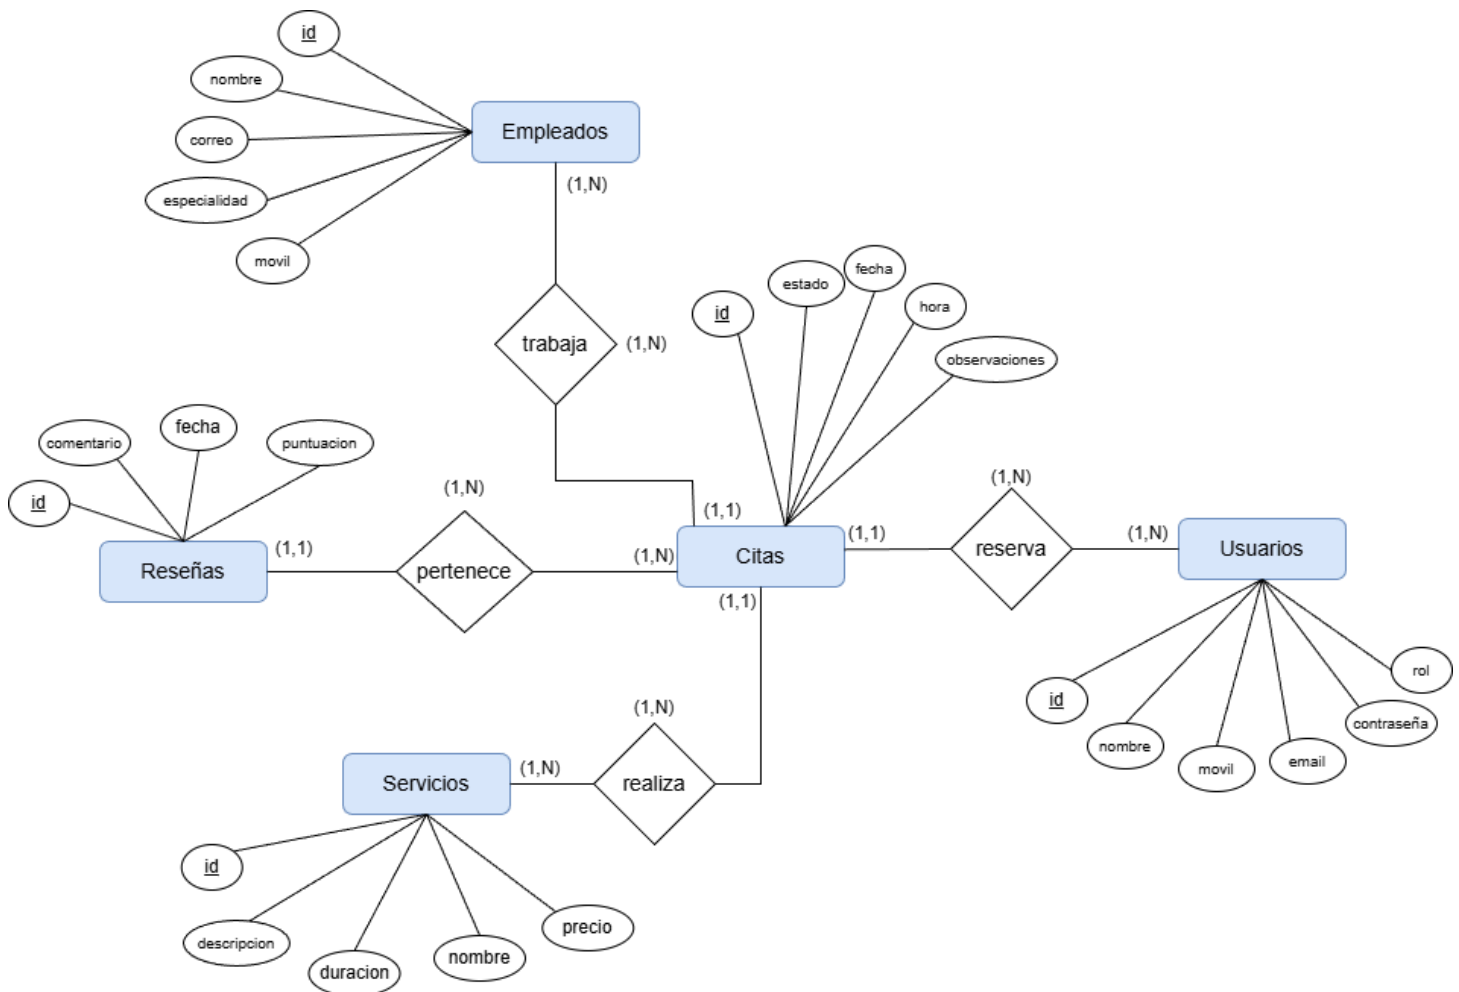 id
nombre
correo
especialidad
movil
Empleados
(1,N)
trabaja
(1,N)
id
estado
fecha
hora
observaciones
comentario
fecha
puntuacion
id
Reseñas
(1,1)
(1,N)
pertenece
(1,N)
(1,1)
Citas
(1,1)
(1,1)
(1,N)
reserva
(1,N)
Usuarios
id
nombre
movil
email
contraseña
rol
Servicios
(1,N)
(1,N)
realiza
id
descripcion
duracion
nombre
precio